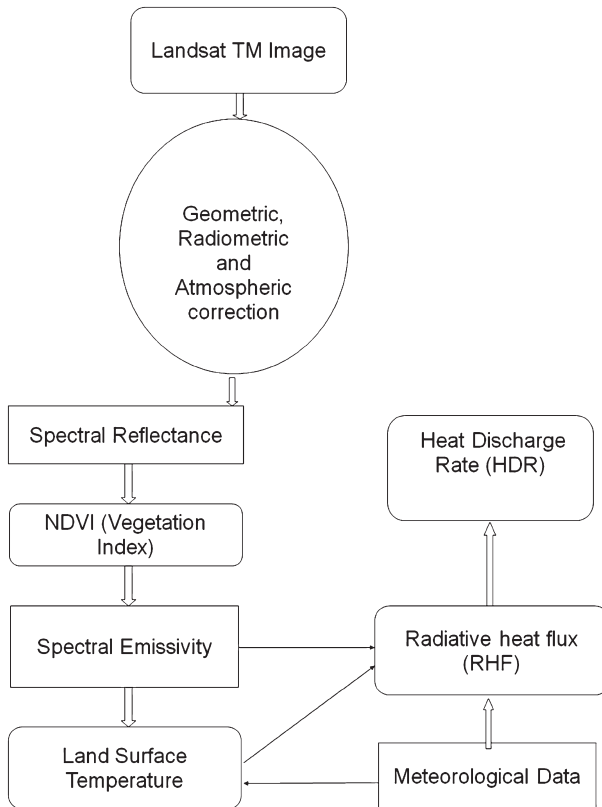 Landsat TM Image
Geometric,
Radiometric
and
Atmospheric
correction
Spectral Reflectance
Heat Discharge
Rate (HDR)
NDVI (Vegetation
Index)
Spectral Emissivity
Radiative heat flux
(RHF)
Land Surface
Temperature
Meteorological Data